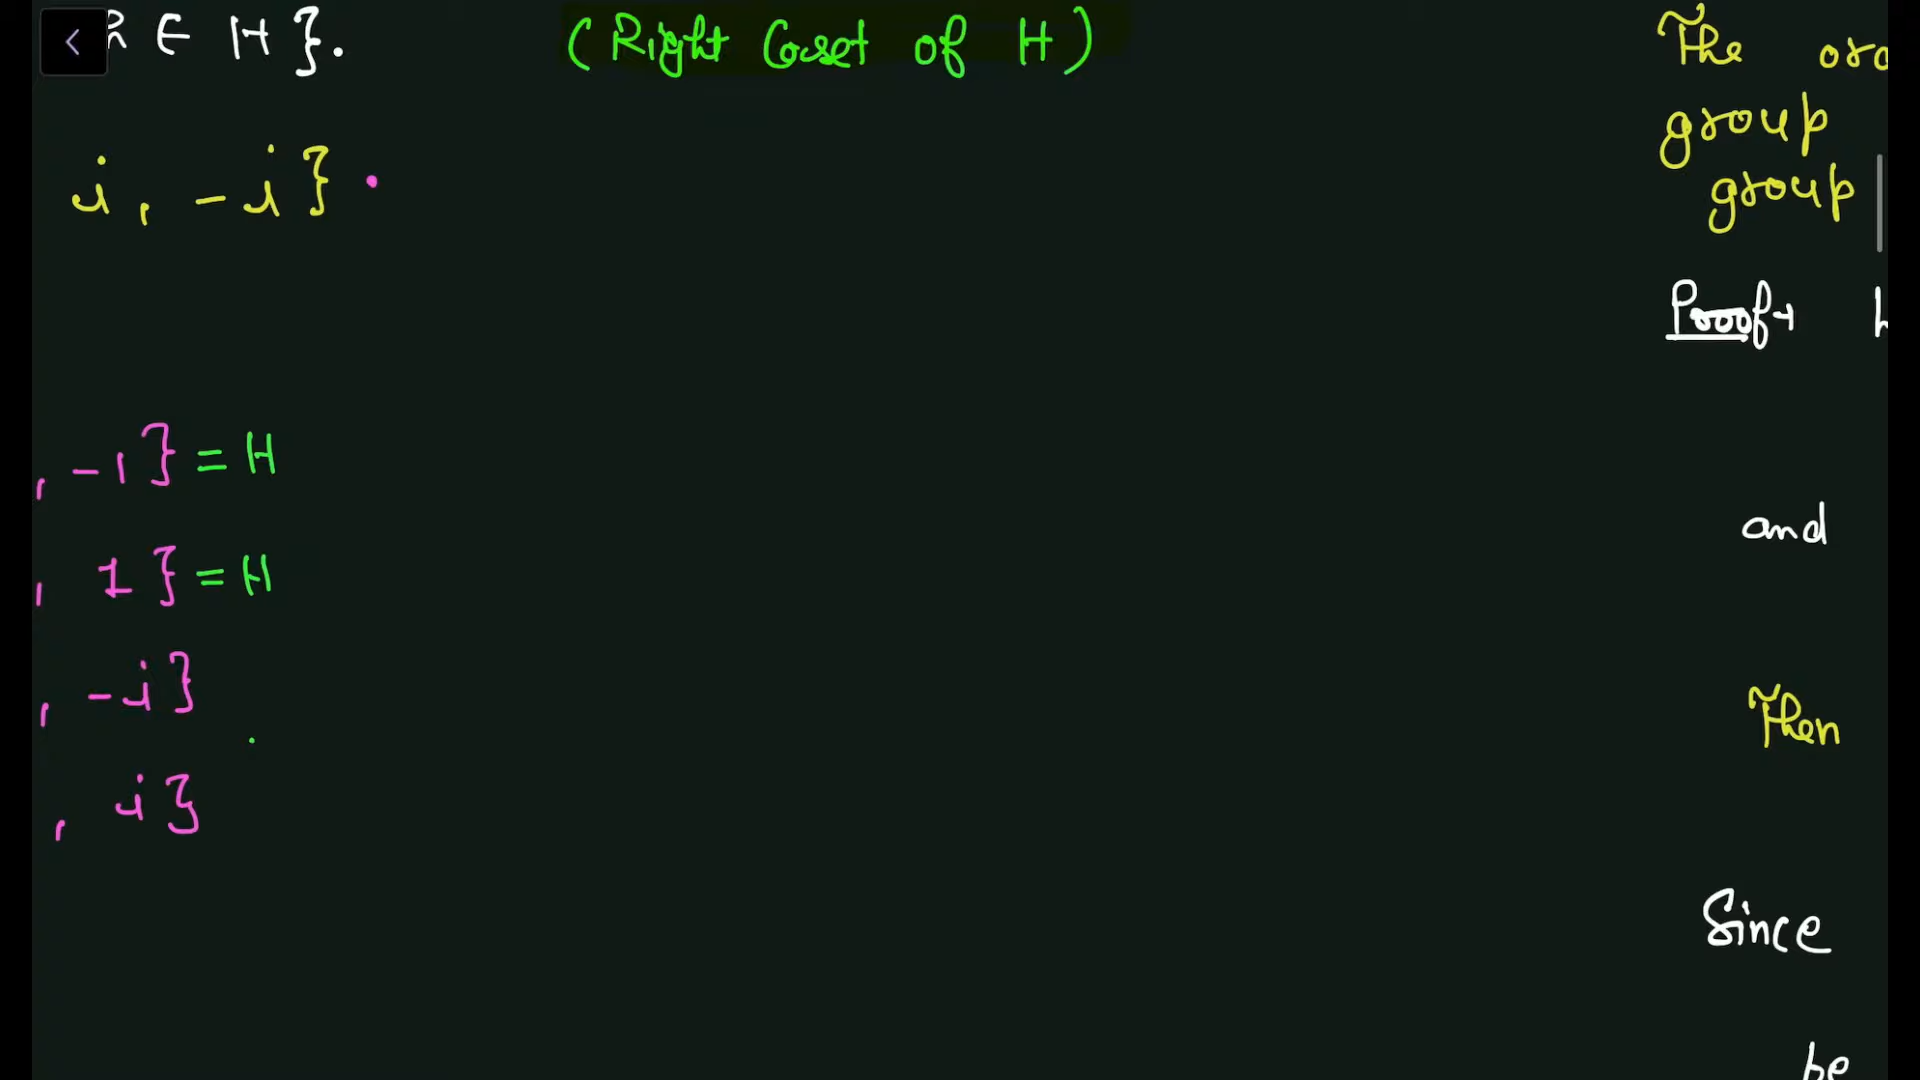 h ∈ H}. (Right Coset of H)
i, -i}.
, -1} = H
, 1} = H
, -i}
, i}
The
group
group
Proof→
and
Then
Since
be